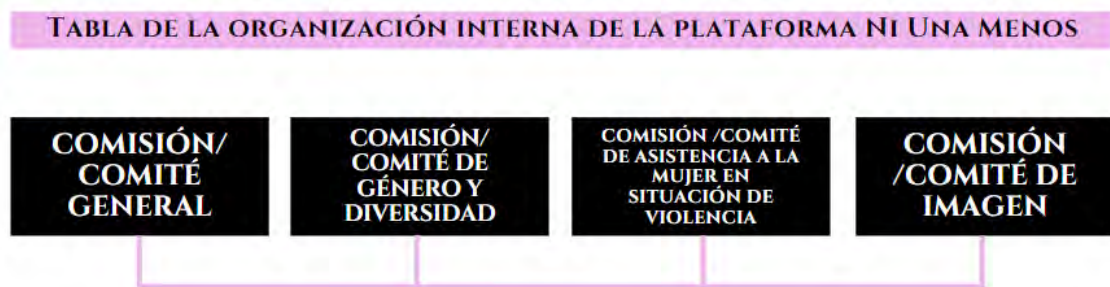 Tabla de la organización interna de la plataforma Ni Una Menos
COMISIÓN/
COMITÉ
GENERAL
COMISIÓN/
COMITÉ DE
GÉNERO Y
DIVERSIDAD
COMISIÓN /COMITÉ
DE ASISTENCIA A LA
MUJER EN
SITUACIÓN DE
VIOLENCIA
COMISIÓN
/COMITÉ DE
IMAGEN